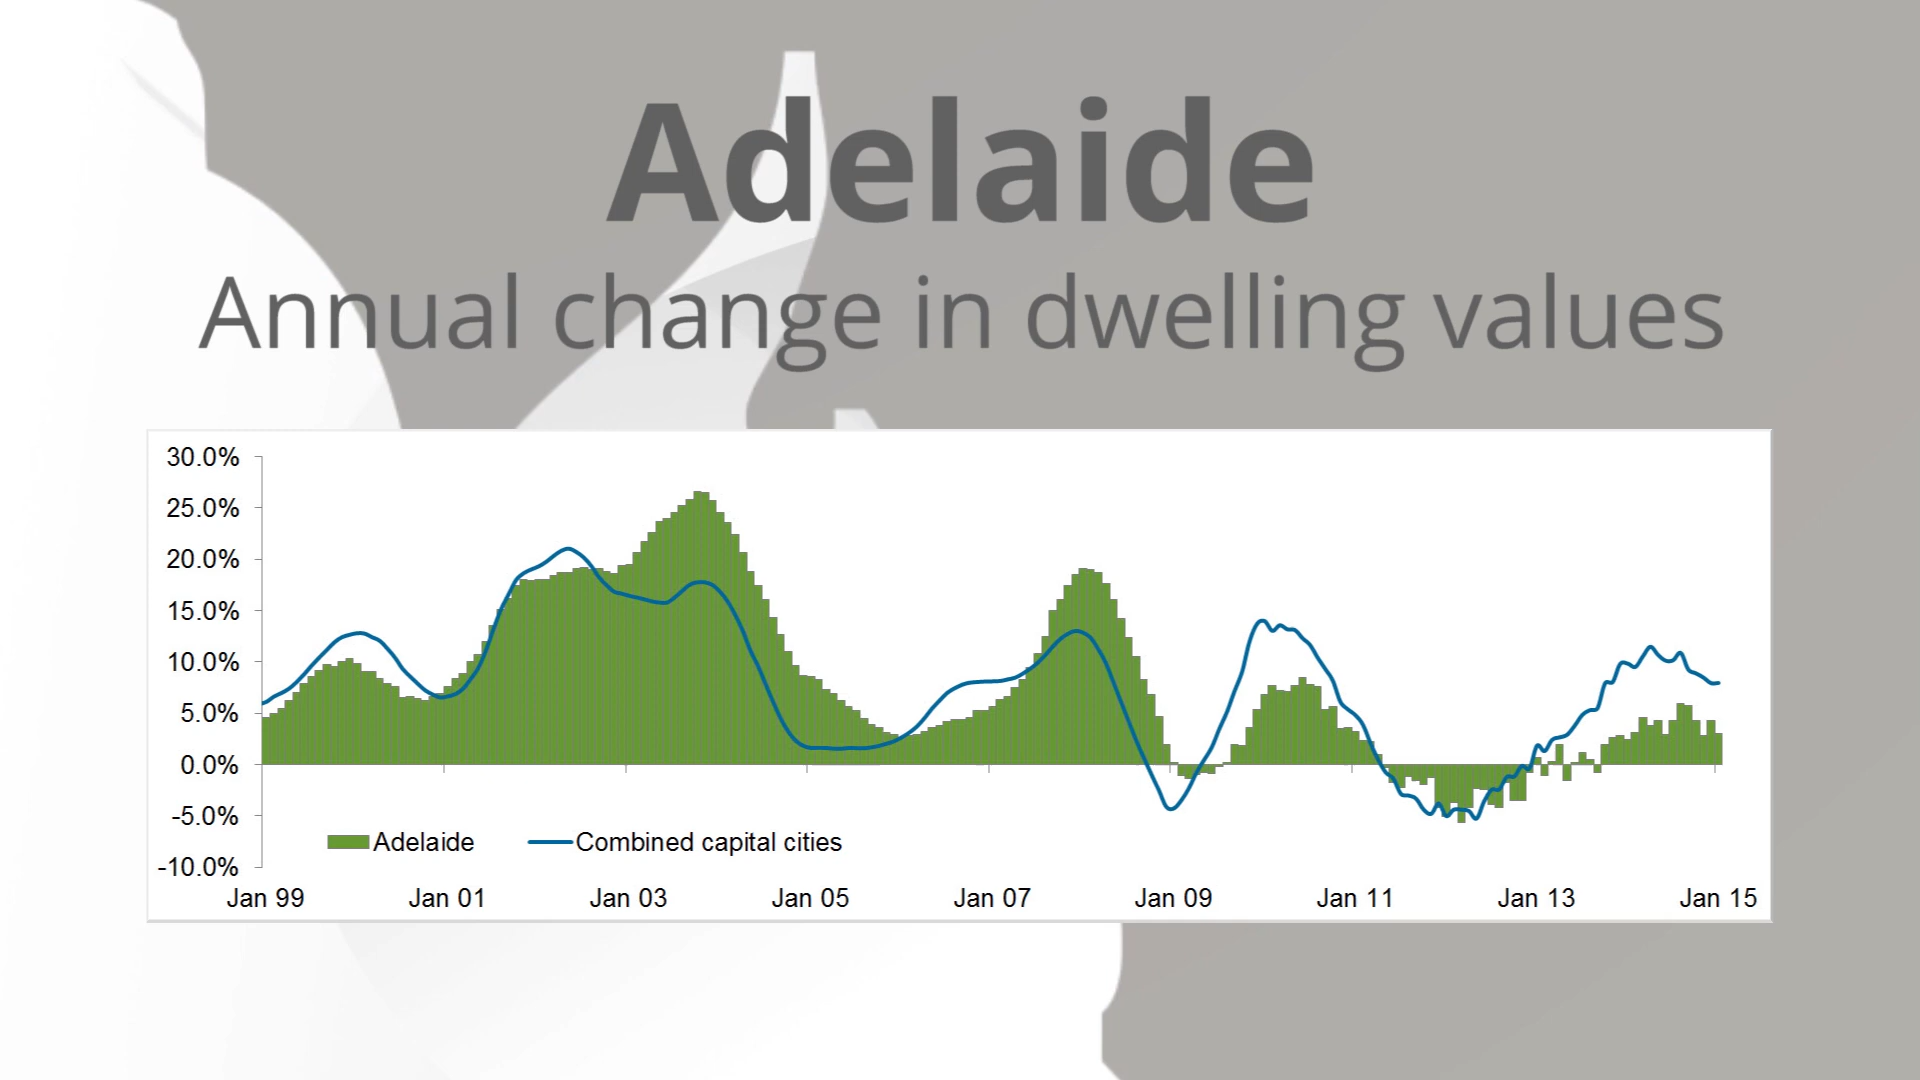 Adelaide
Annual change in dwelling values
30.0%
25.0%
20.0%
15.0%
10.0%
5.0%
0.0%
-5.0%
-10.0%
Adelaide
Combined capital cities
Jan 99 Jan 01 Jan 03 Jan 05 Jan 07 Jan 09 Jan 11 Jan 13 Jan 15